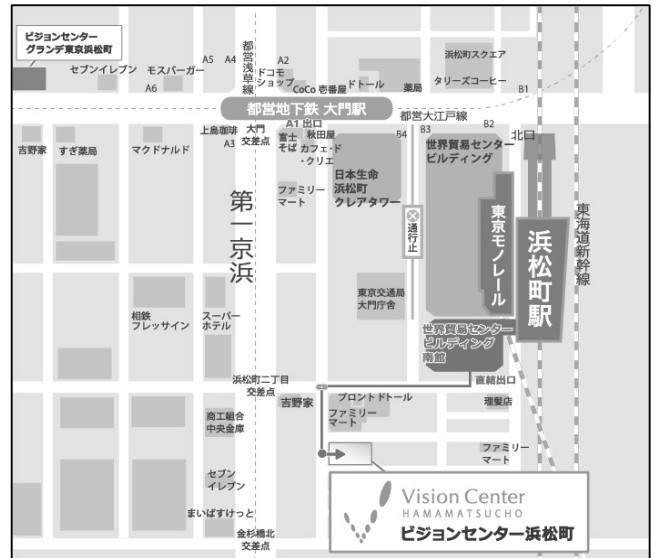 ビジョンセンター
グランデ東京浜松町
セブンイレブン
モスバーガー
A5
A4
A6
都営浅草線
A2
ドコモ
ショップ
CoCo 壱番屋
ドトール
薬局
浜松町スクエア
タリーズコーヒー
B1
都営地下鉄 大門駅
都営大江戸線
吉野家
すぎ薬局
マクドナルド
上島珈琲
A3
大門
交差点
A1 出口
富士
そば
秋田屋
カフェ・ド
・クリエ
B4
B3
B2
北口
世界貿易センター
ビルディング
日本生命
浜松町
クレアタワー
ファミリー
マート
第一京浜
通行止
東京モノレール
浜松町駅
東海道新幹線
相鉄
フレッサイン
スーパー
ホテル
東京交通局
大門庁舎
世界貿易センター
ビルディング
南館
直結出口
浜松町二丁目
交差点
吉野家
プロントドトール
ファミリー
マート
理髪店
商工組合
中央金庫
ファミリー
マート
セブン
イレブン
まいばすけっと
金杉橋北
交差点
Vision Center
HAMAMATSUCHO
ビジョンセンター浜松町